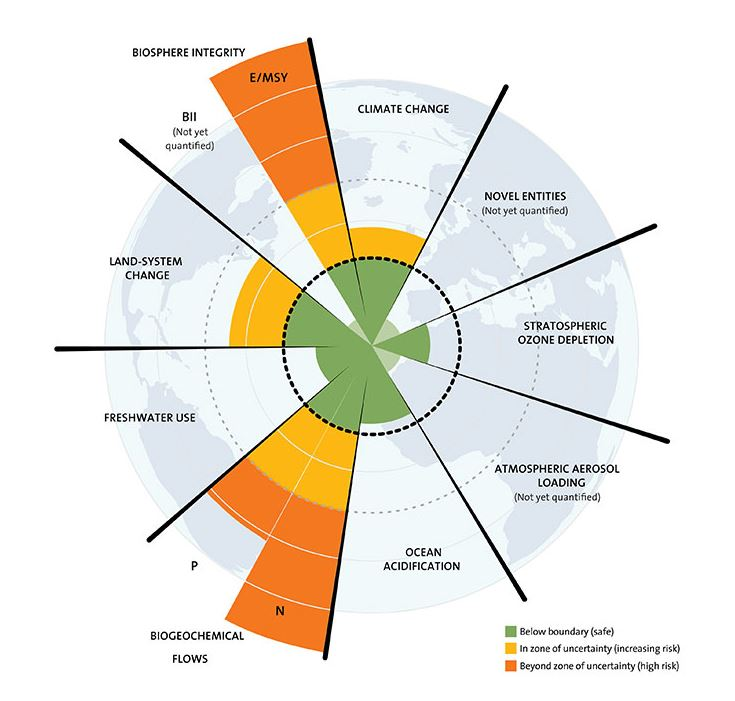 BIOSPHERE INTEGRITY
E/MSY
CLIMATE CHANGE
BII
(Not yet
quantified)
NOVEL ENTITIES
(Not yet quantified)
LAND-SYSTEM
CHANGE
STRATOSPHERIC
OZONE DEPLETION
FRESHWATER USE
ATMOSPHERIC AEROSOL
LOADING
(Not yet quantified)
OCEAN
ACIDIFICATION
P
N
BIOGEOCHEMICAL
FLOWS
Below boundary (safe)
In zone of uncertainty (increasing risk)
Beyond zone of uncertainty (high risk)